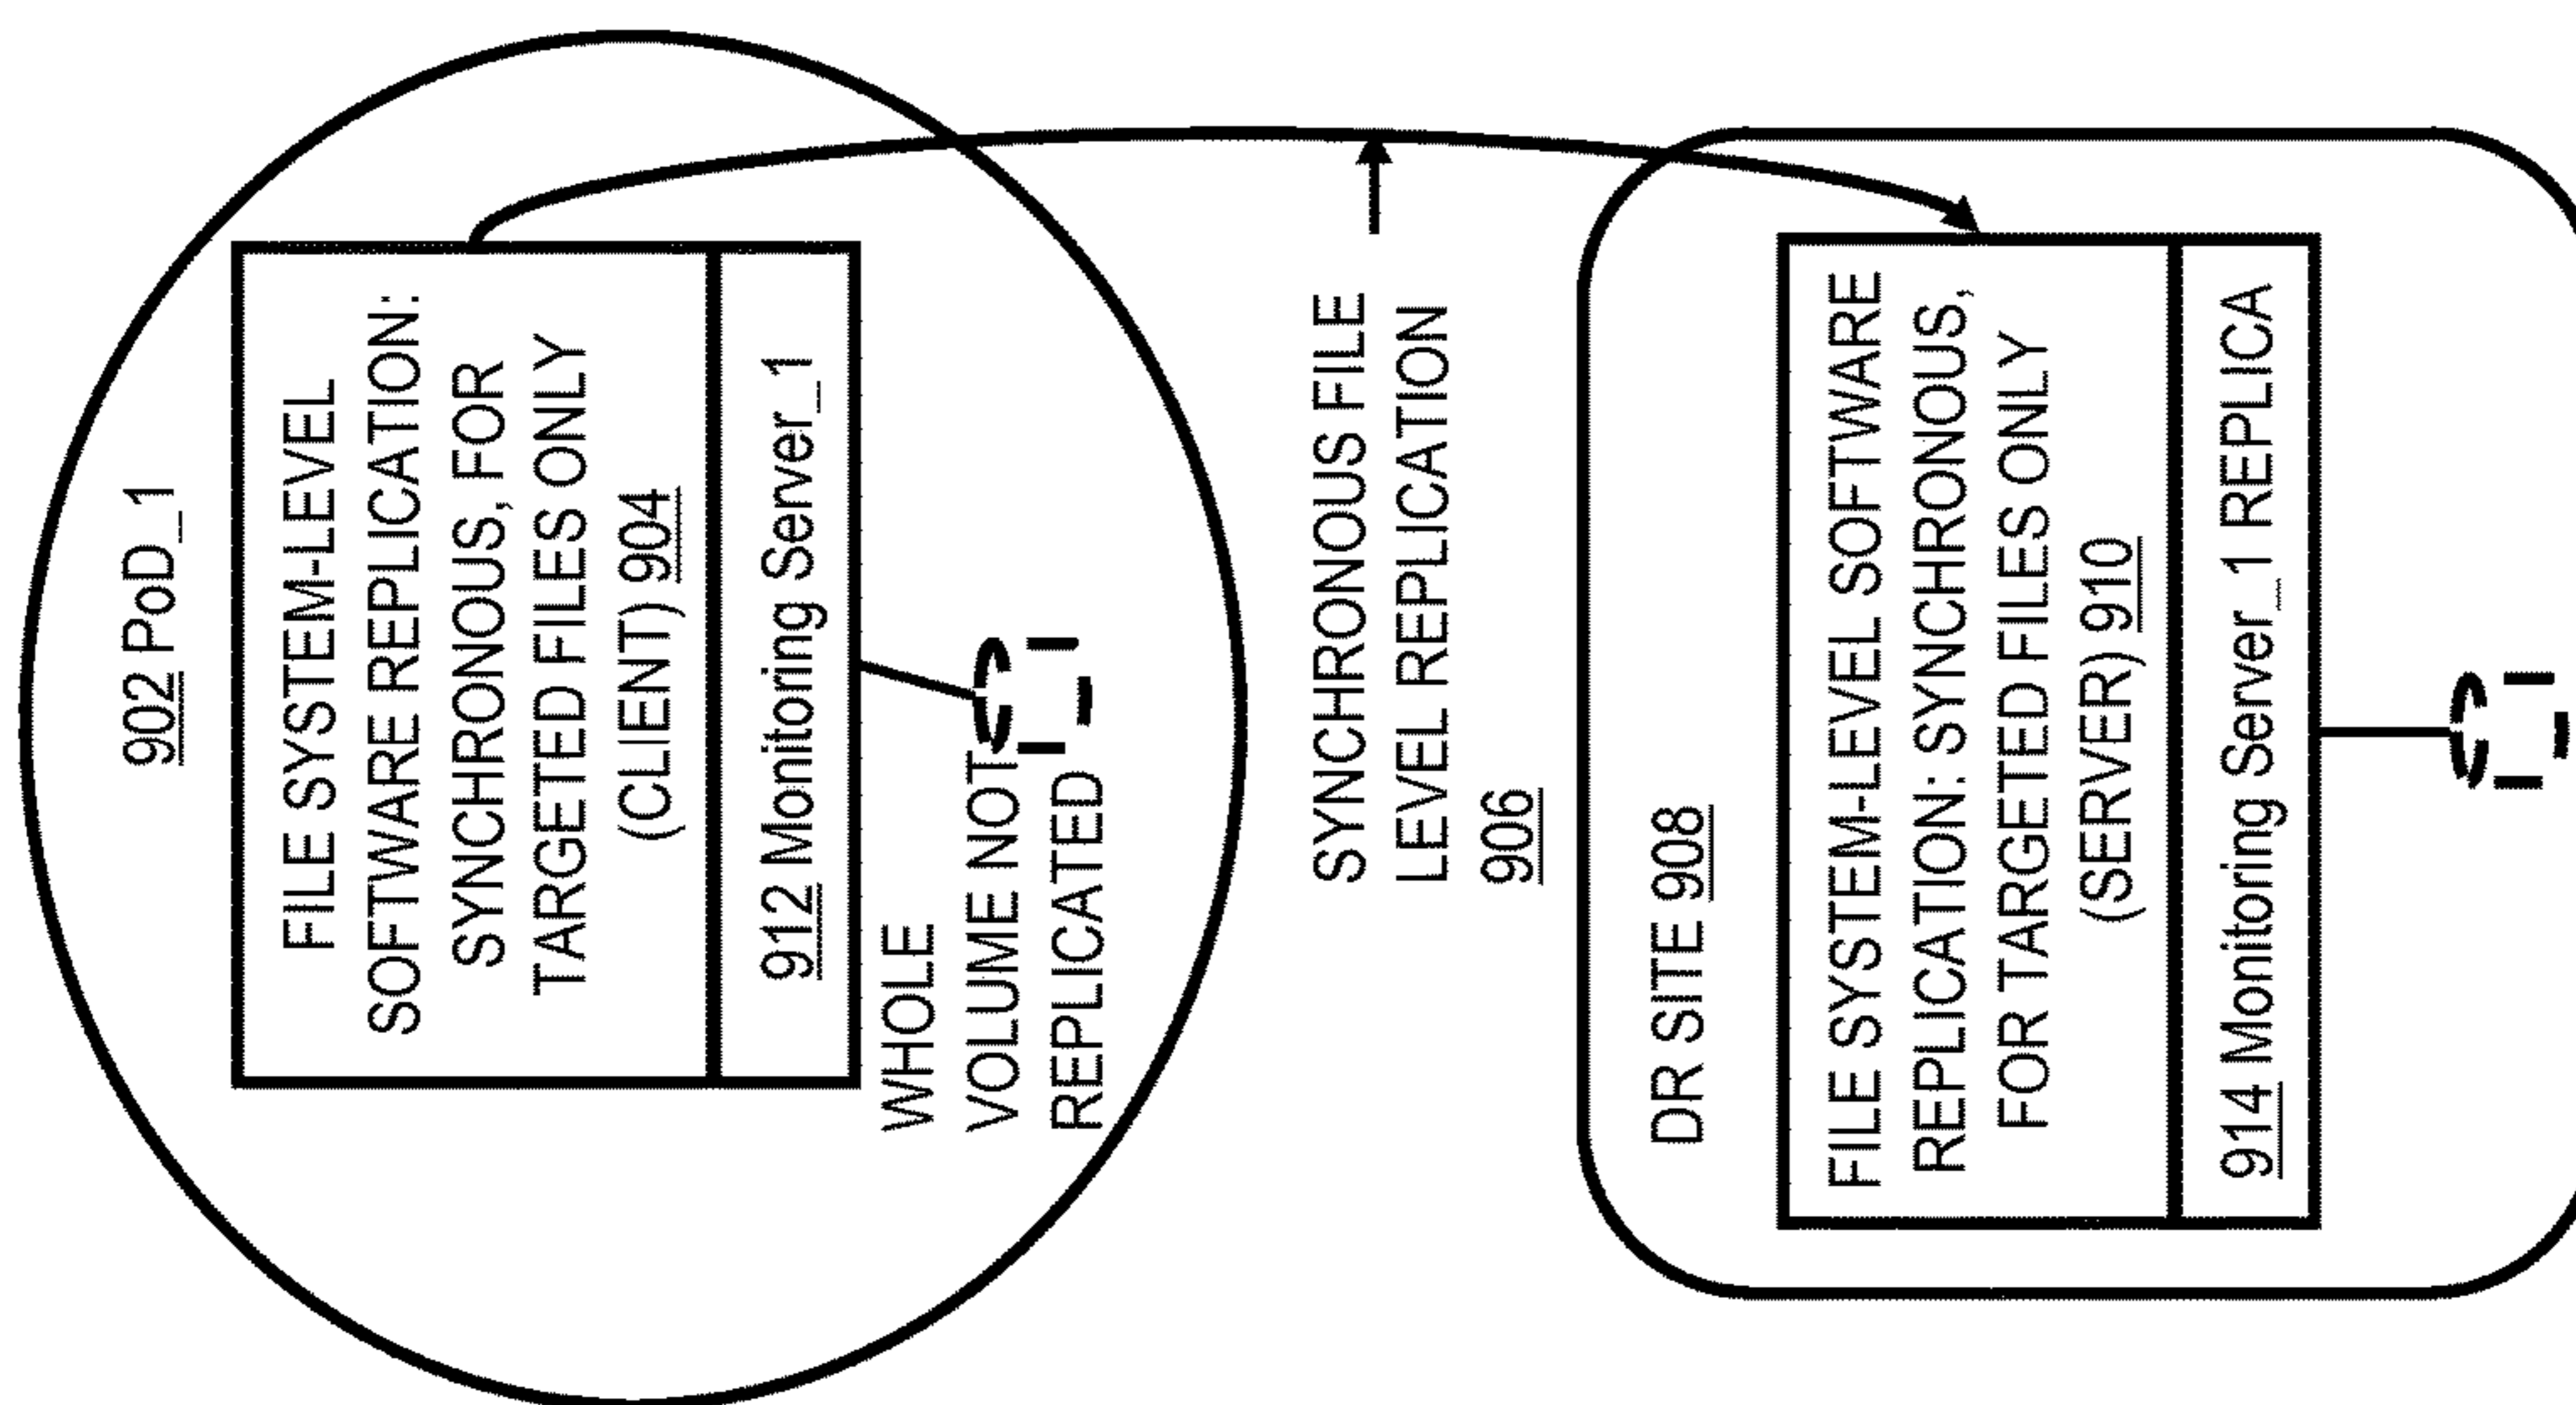 902 PoD_1
FILE SYSTEM-LEVEL
SOFTWARE REPLICATION:
SYNCHRONOUS, FOR
TARGETED FILES ONLY
(CLIENT) 904
912 Monitoring Server_1
WHOLE
VOLUME NOT
REPLICATED
SYNCHRONOUS FILE
LEVEL REPLICATION
906
DR SITE 908
FILE SYSTEM-LEVEL SOFTWARE
REPLICATION: SYNCHRONOUS,
FOR TARGETED FILES ONLY
(SERVER) 910
914 Monitoring Server_1 REPLICA